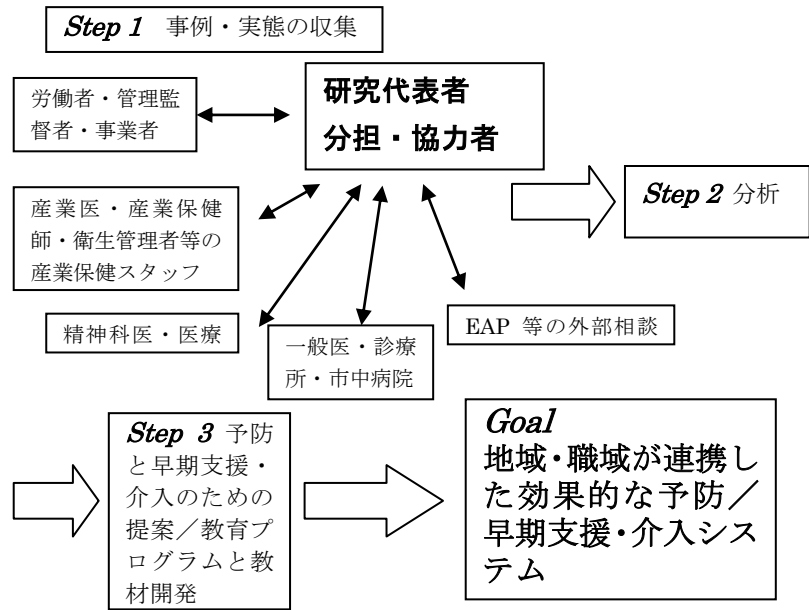 Step 1 事例・実態の収集
労働者・管理監
督者・事業者
研究代表者
分担・協力者
産業医・産業保健
師・衛生管理者等の
産業保健スタッフ
Step 2 分析
精神科医・医療
一般医・診療
所・市中病院
EAP 等の外部相談
Step 3 予防
と早期支援・
介入のための
提案／教育プ
ログラムと教
材開発
Goal
地域・職域が連携し
た効果的な予防／
早期支援・介入シス
テム